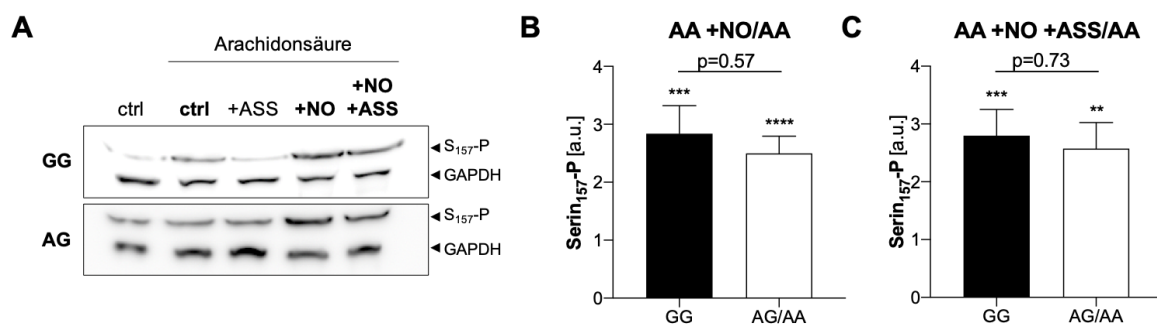 A
Arachidonsäure
ctrl ctrl +ASS +NO +NO +ASS
GG
S157-P
GAPDH
AG
S157-P
GAPDH
B
AA +NO/AA
p=0.57
Serin157-P [a.u.]
4
3
2
1
0
***
****
GG AG/AA
C
AA +NO +ASS/AA
p=0.73
Serin157-P [a.u.]
4
3
2
1
0
***
**
GG AG/AA